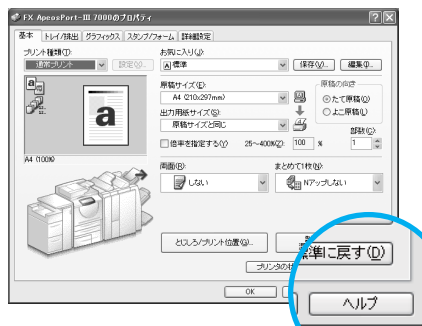 FX ApeosPort-III 7000のプロパティ
基本 トレイ/排出 グラフィックス スタンプ/フォーム 詳細設定
プリント種類(T):
通常プリント
設定(Q)...
お気に入り(J):
標準
保存(V)...
編集(I)...
原稿サイズ(E):
A4 (210x297mm)
出力用紙サイズ(S):
原稿サイズと同じ
原稿の向き
たて原稿(O)
よこ原稿(L)
倍率を指定する(Y) 25～400%(Z): 100 %
部数(C):
1
a
a
A4 (100%)
両面(R):
しない
まとめて1枚(N):
Nアップしない
とじしろ/プリント位置(G)...
標準に戻す(D)
プリンタの状
OK
ヘルプ